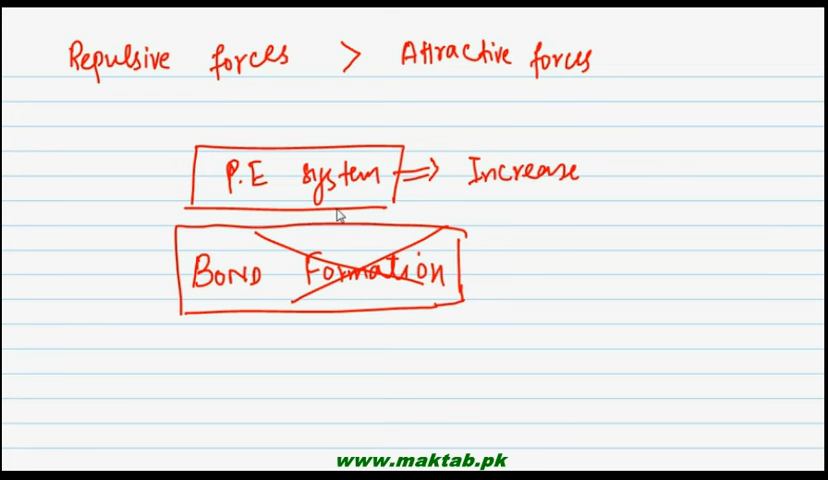 Repulsive forces > Attractive forces
P.E system => Increase
BOND Formation
www.maktab.pk